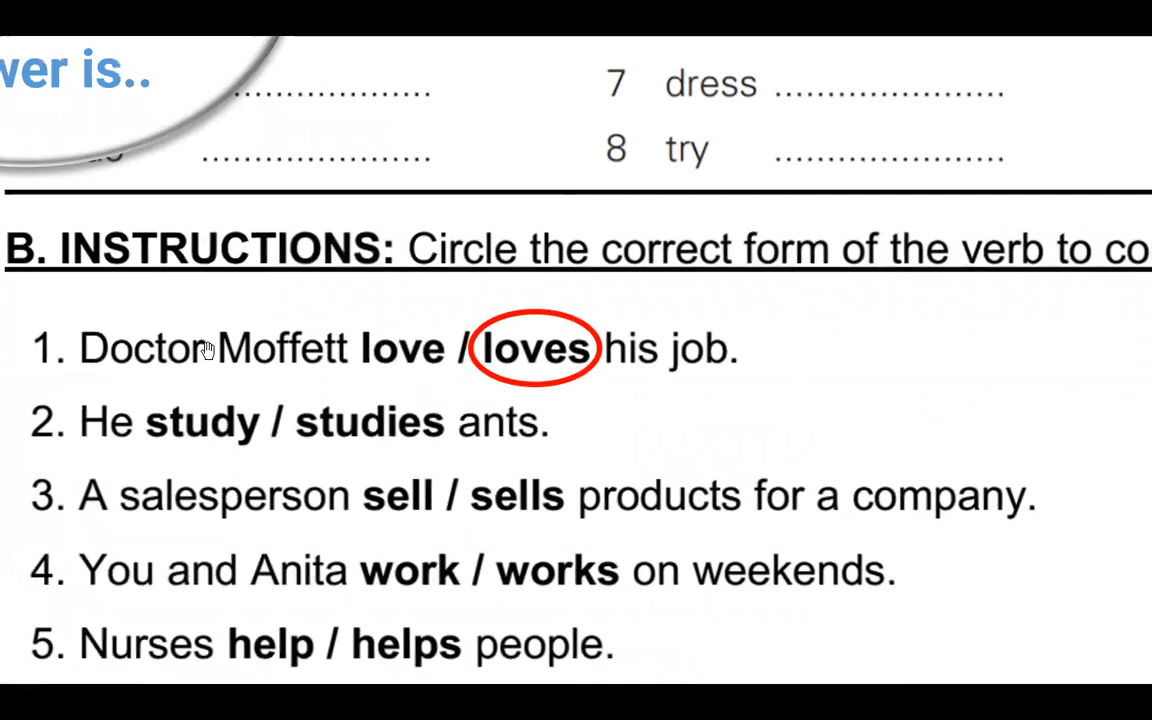 wer is..
7 dress ......................
......................
8 try ......................
......................
B. INSTRUCTIONS: Circle the correct form of the verb to co
1. Doctor Moffett love / loves his job.
2. He study / studies ants.
3. A salesperson sell / sells products for a company.
4. You and Anita work / works on weekends.
5. Nurses help / helps people.